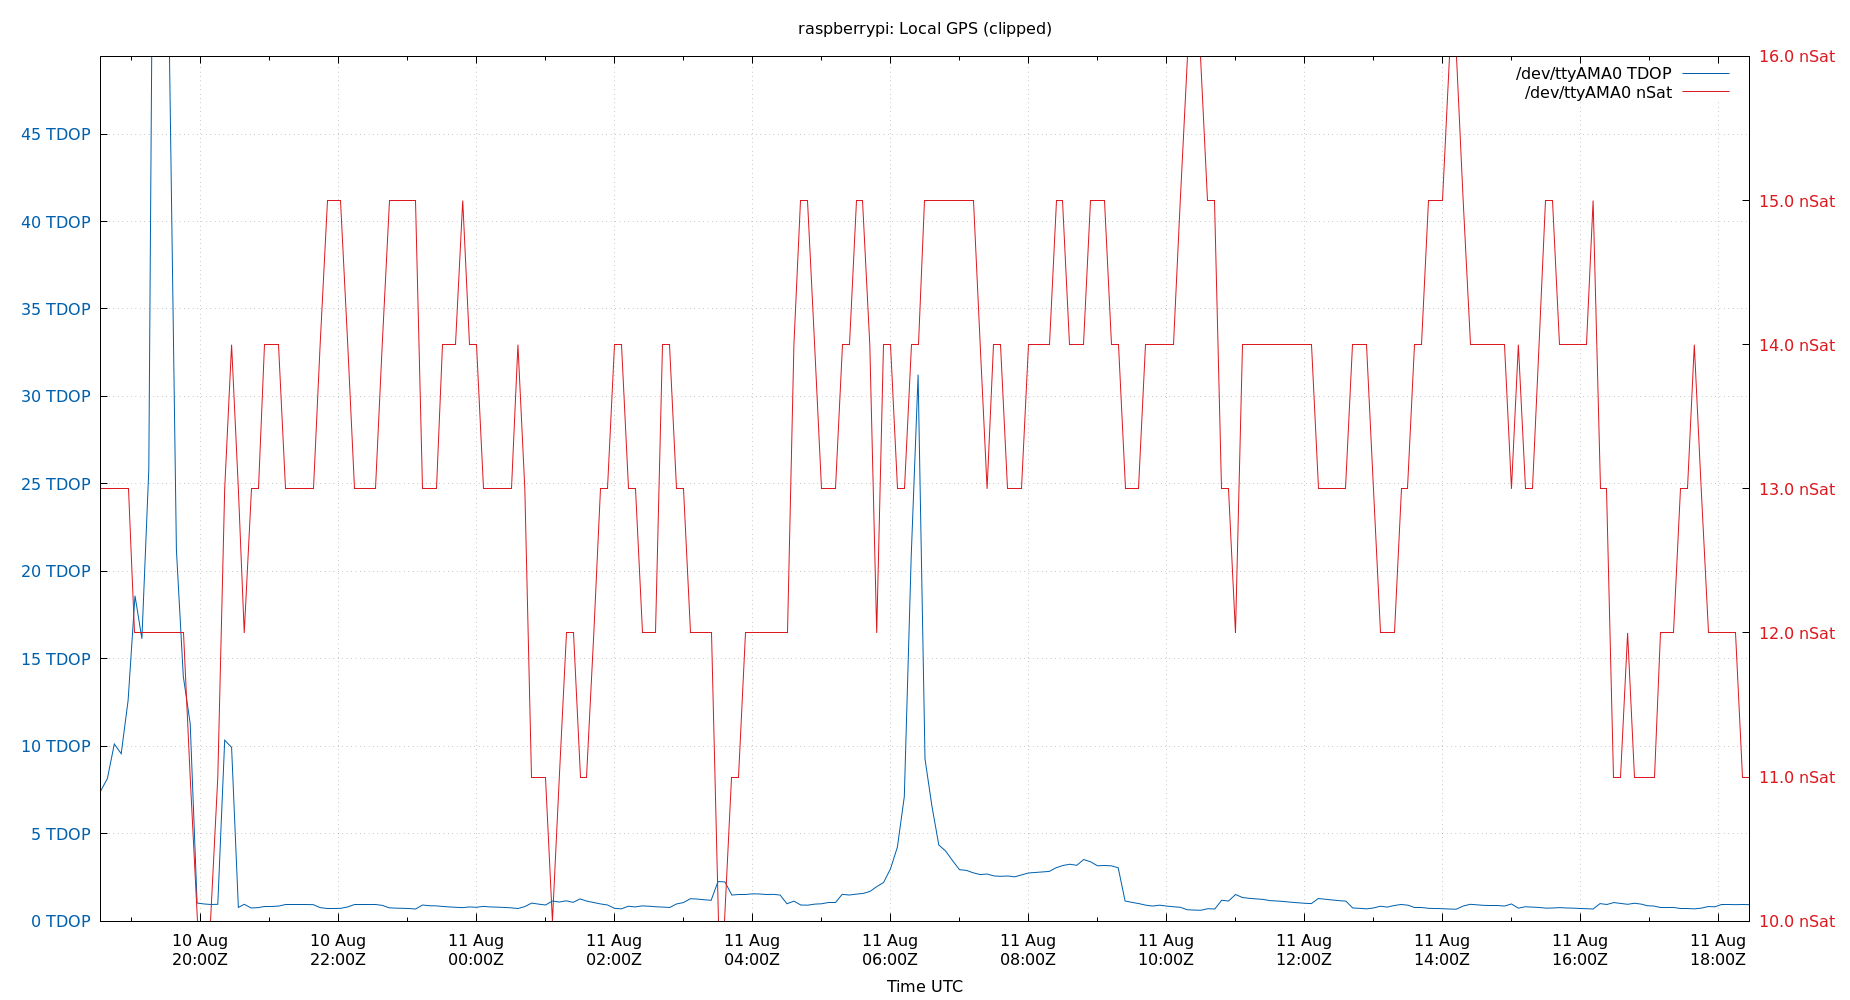 raspberrypi: Local GPS (clipped)
/dev/ttyAMA0 TDOP
/dev/ttyAMA0 nSat
45 TDOP
40 TDOP
35 TDOP
30 TDOP
25 TDOP
20 TDOP
15 TDOP
10 TDOP
5 TDOP
0 TDOP
16.0 nSat
15.0 nSat
14.0 nSat
13.0 nSat
12.0 nSat
11.0 nSat
10.0 nSat
10 Aug
20:00Z
10 Aug
22:00Z
11 Aug
00:00Z
11 Aug
02:00Z
11 Aug
04:00Z
11 Aug
06:00Z
11 Aug
08:00Z
11 Aug
10:00Z
11 Aug
12:00Z
11 Aug
14:00Z
11 Aug
16:00Z
11 Aug
18:00Z
Time UTC